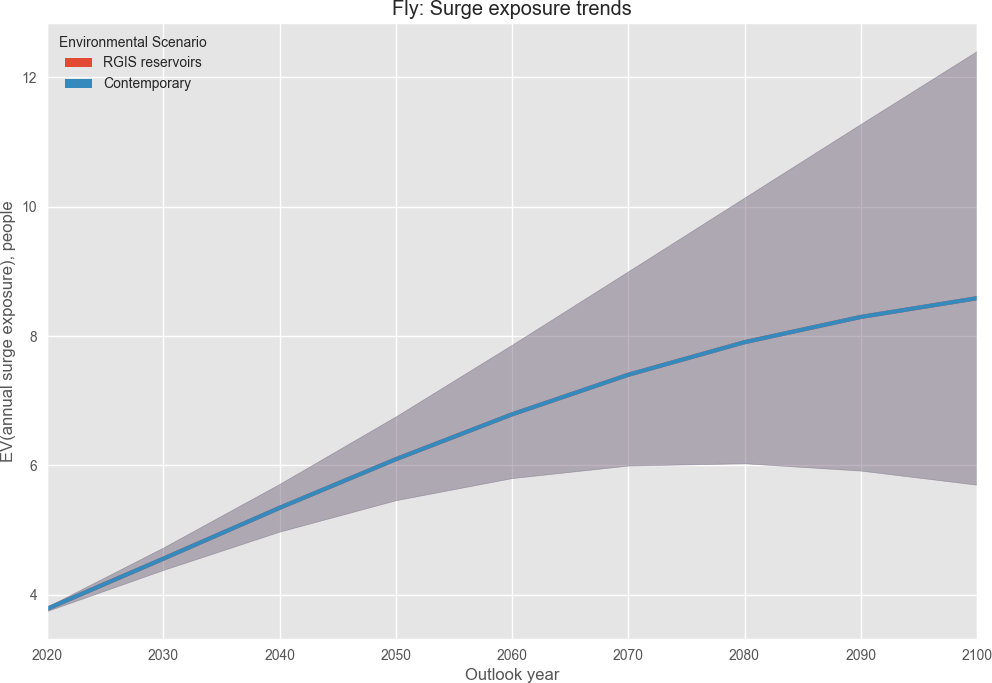 Fly: Surge exposure trends
Environmental Scenario
RGIS reservoirs
Contemporary
EV(annual surge exposure), people
12
10
8
6
4
2020 2030 2040 2050 2060 2070 2080 2090 2100
Outlook year